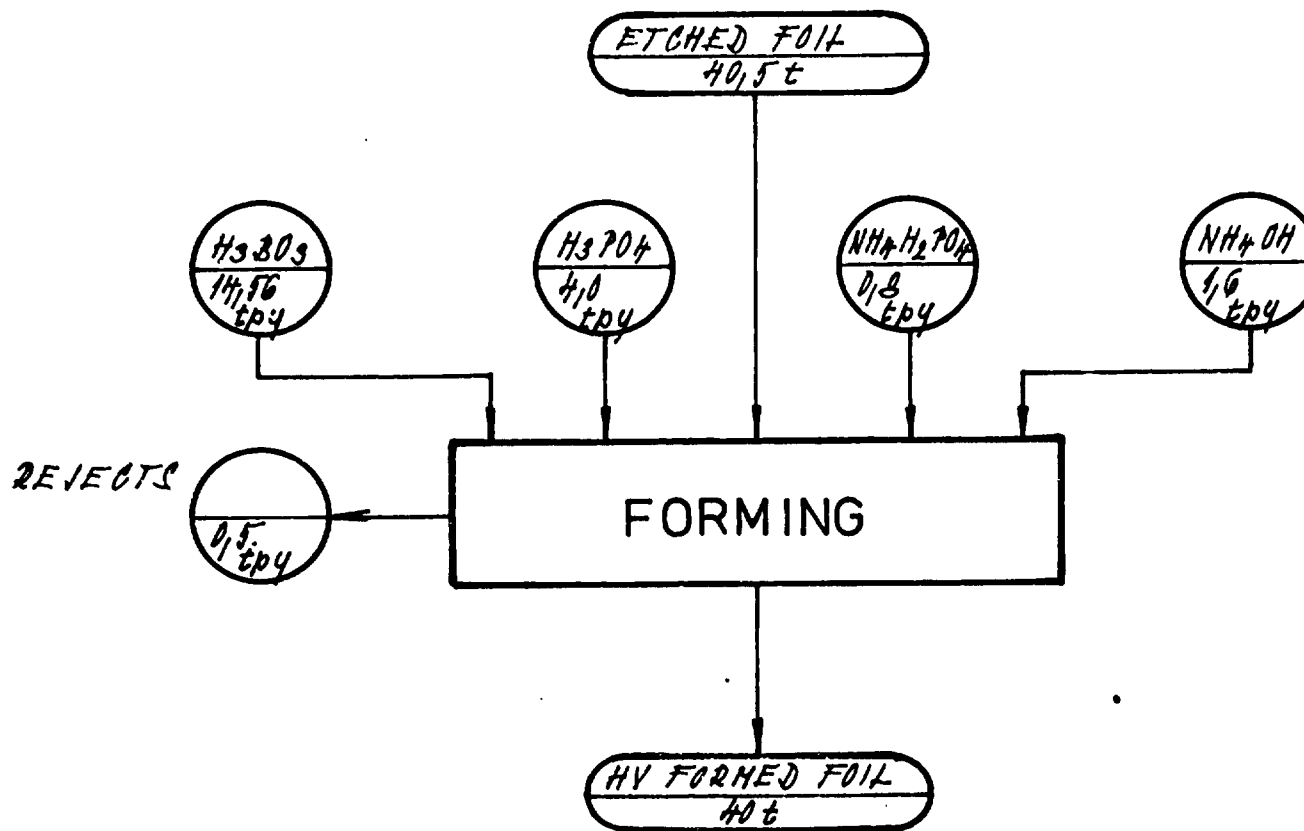 ETCHED FOIL
40,5 t
H3BO3
14,56
tpy
H3PO4
4,0
tpy
NH4H2PO4
0,8
tpy
NH4OH
1,6
tpy
REJECTS
0,5
tpy
FORMING
HV FORMED FOIL
40 t